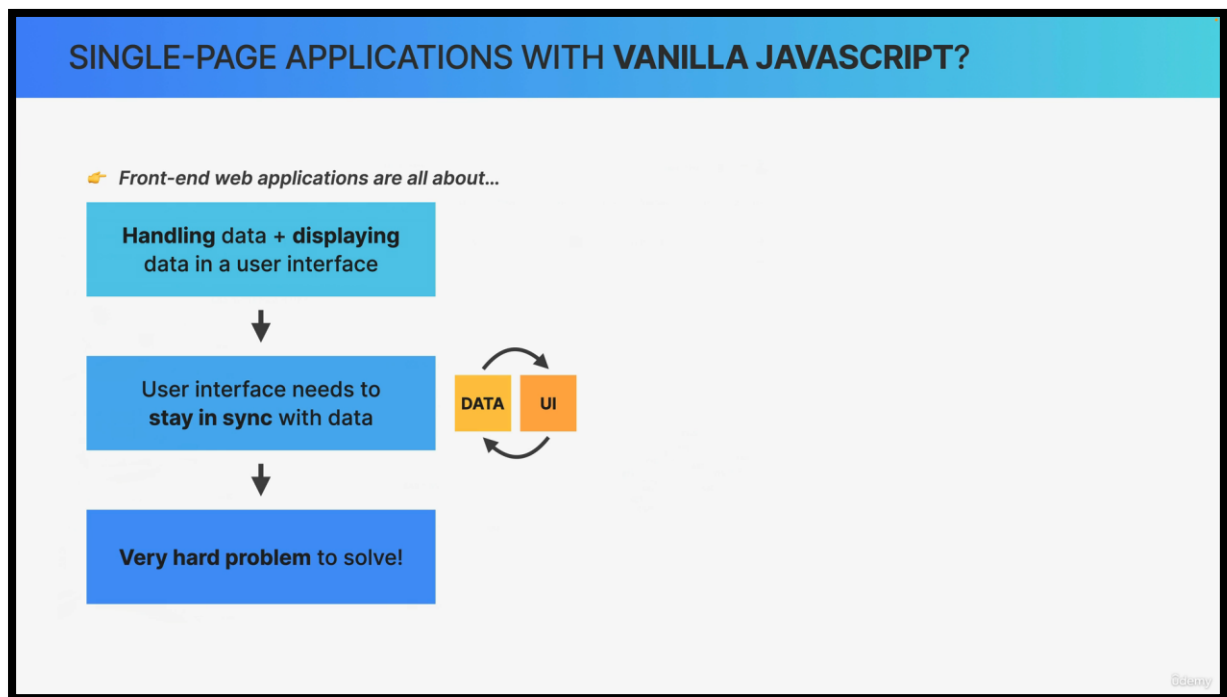 SINGLE-PAGE APPLICATIONS WITH VANILLA JAVASCRIPT?
👉 Front-end web applications are all about...
Handling data + displaying
data in a user interface
User interface needs to
stay in sync with data
DATA
UI
Very hard problem to solve!
ûdemy